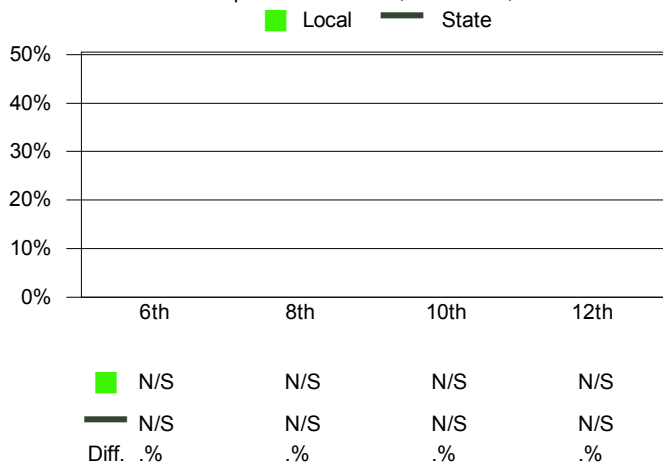 Local State
50%
40%
30%
20%
10%
0%
6th 8th 10th 12th
N/S N/S N/S N/S
N/S N/S N/S N/S
Diff. .% .% .% .%